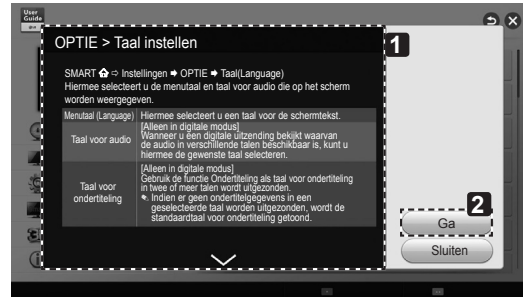 User
Guide
OPTIE > Taal instellen
1
SMART ⇨ Instellingen ➡ OPTIE ➡ Taal(Language)
Hiermee selecteert u de menutaal en taal voor audio die op het scherm
worden weergegeven.
Menutaal (Language) Hiermee selecteert u een taal voor de schermtekst.
Taal voor audio
[Alleen in digitale modus]
Wanneer u een digitale uitzending bekijkt waarvan
de audio in verschillende talen beschikbaar is, kunt u
hiermee de gewenste taal selecteren.
Taal voor
ondertiteling
[Alleen in digitale modus]
Gebruik de functie Ondertiteling als taal voor ondertiteling
in twee of meer talen wordt uitgezonden.
Indien er geen ondertitelgegevens in een
geselecteerde taal worden uitgezonden, wordt de
standaardtaal voor ondertiteling getoond.
2
Ga
Sluiten